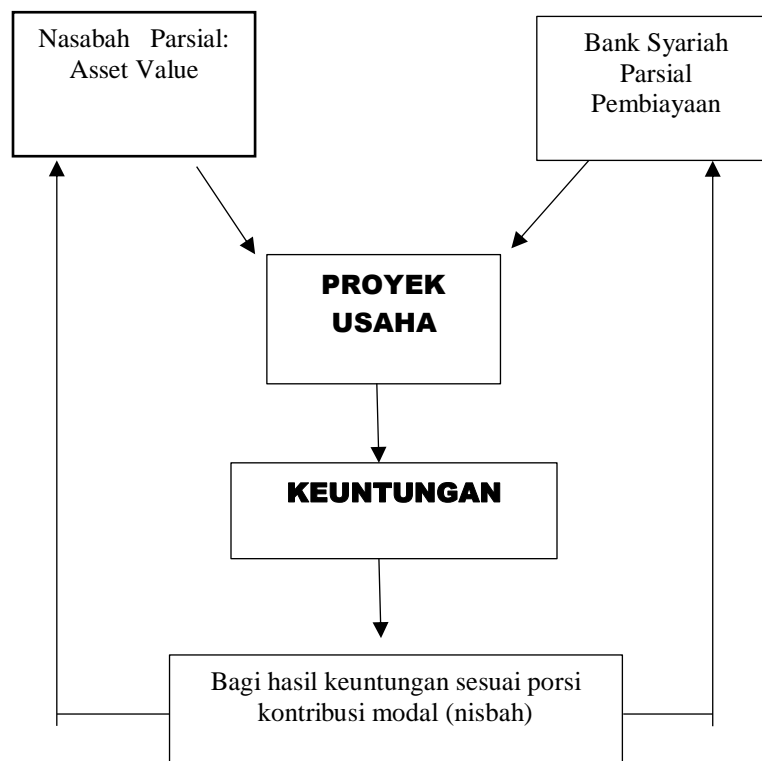 Nasabah Parsial:
Asset Value
Bank Syariah
Parsial
Pembiayaan
PROYEK
USAHA
KEUNTUNGAN
Bagi hasil keuntungan sesuai porsi
kontribusi modal (nisbah)